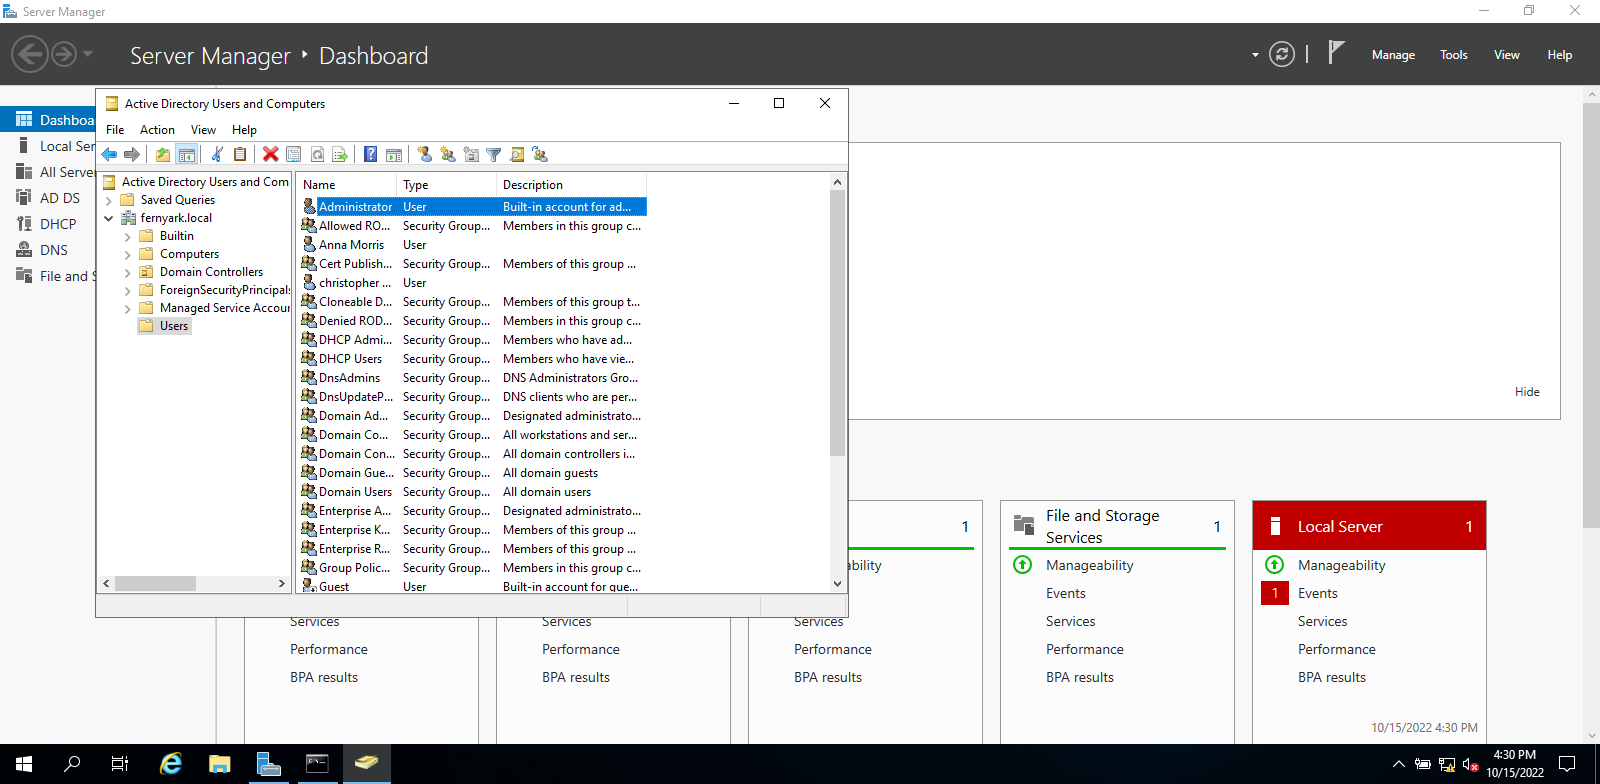 Server Manager
Server Manager ‣ Dashboard
Manage Tools View Help
Dashboa
Local Ser
All Server
AD DS
DHCP
DNS
File and S
Active Directory Users and Computers
File Action View Help
Active Directory Users and Com
Saved Queries
fernyark.local
Builtin
Computers
Domain Controllers
ForeignSecurityPrincipals
Managed Service Accour
Users
Name Type Description
Administrator User Built-in account for ad...
Allowed RO... Security Group... Members in this group c...
Anna Morris User
Cert Publish... Security Group... Members of this group ...
christopher ... User
Cloneable D... Security Group... Members of this group t...
Denied ROD... Security Group... Members in this group c...
DHCP Admi... Security Group... Members who have ad...
DHCP Users Security Group... Members who have vie...
DnsAdmins Security Group... DNS Administrators Gro...
DnsUpdateP... Security Group... DNS clients who are per...
Domain Ad... Security Group... Designated administrato...
Domain Co... Security Group... All workstations and ser...
Domain Con... Security Group... All domain controllers i...
Domain Gue... Security Group... All domain guests
Domain Users Security Group... All domain users
Enterprise A... Security Group... Designated administrato...
Enterprise K... Security Group... Members of this group ...
Enterprise R... Security Group... Members of this group ...
Group Polic... Security Group... Members in this group c...
Guest User Built-in account for gue...
Hide
Services
Performance
BPA results
Services
Performance
BPA results
1
ability
Services
Performance
BPA results
File and Storage
Services 1
Manageability
Events
Services
Performance
BPA results
Local Server 1
Manageability
1 Events
Services
Performance
BPA results
10/15/2022 4:30 PM
4:30 PM
10/15/2022